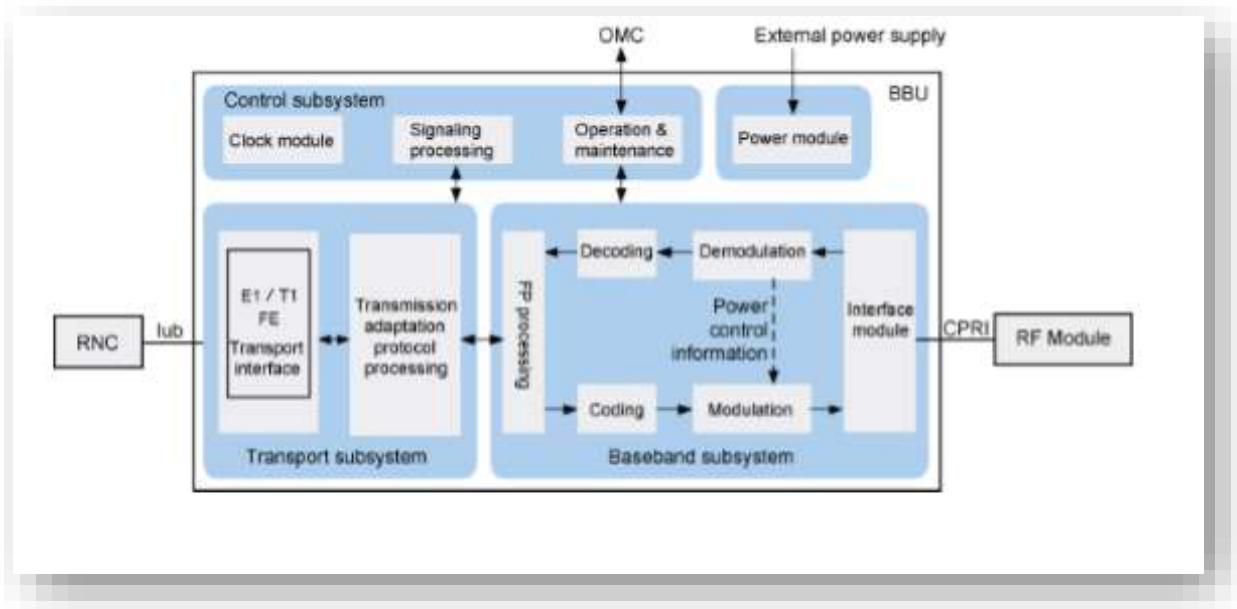 OMC
External power supply
BBU
Control subsystem
Clock module
Signaling
processing
Operation &
maintenance
Power module
E1 / T1
FE
Transport
interface
Transmission
adaptation
protocol
processing
Transport subsystem
FP processing
Decoding
Demodulation
Power
control
information
Coding
Modulation
Interface
module
Baseband subsystem
RNC
Iub
CPRI
RF Module